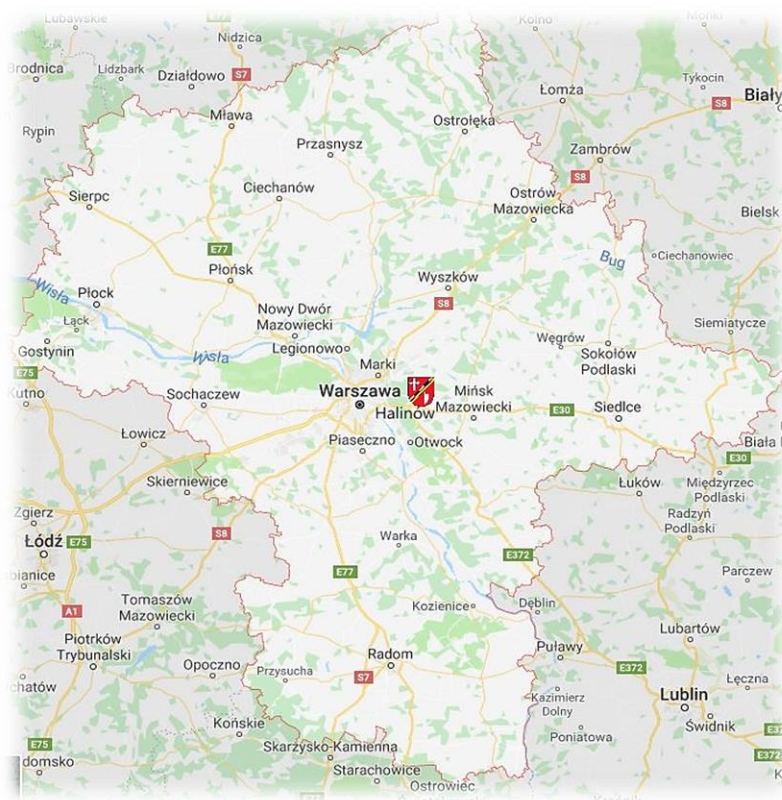 Lubawskie
Nidzica
Kolno
Mońki
Brodnica
Lidzbark
Działdowo
S7
Łomża
Tykocin
S8
Biały
Rypin
Mława
Ostrołęka
Przasnysz
Zambrów
S8
Sierpc
Ciechanów
Ostrów
Mazowiecka
Bielsk
E77
Bug
Ciechanowiec
Płońsk
Wyszków
Wisła
Płock
S8
Łąck
Nowy Dwór
Mazowiecki
Siemiatycze
Gostynin
Wisła
Legionowo
Węgrów
Sokołów
Podlaski
E75
Marki
Kutno
Sochaczew
Warszawa
Halinów
Mińsk
Mazowiecki
E30
Siedlce
Łowicz
Piaseczno
Otwock
Biała
E30
Skierniewice
Łuków
Międzyrzec
Podlaski
Zgierz
Radzyń
Podlaski
S8
Warka
Łódź
E75
E372
bianice
E77
Parczew
A1
Tomaszów
Mazowiecki
Kozienice
Dęblin
Piotrków
Trybunalski
Lubartów
Radom
Puławy
E372
chatów
Opoczno
Przysucha
S7
Łęczna
Kazimierz
Dolny
Lublin
Końskie
Świdnik
Poniatowa
E75
Skarżysko-Kamienna
E372
domsko
Starachowice
Ostrowiec